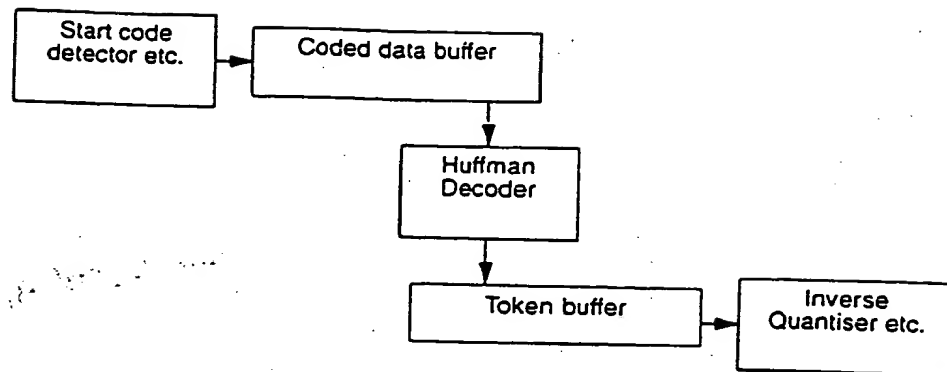 Start code
detector etc.
Coded data buffer
Huffman
Decoder
Token buffer
Inverse
Quantiser etc.